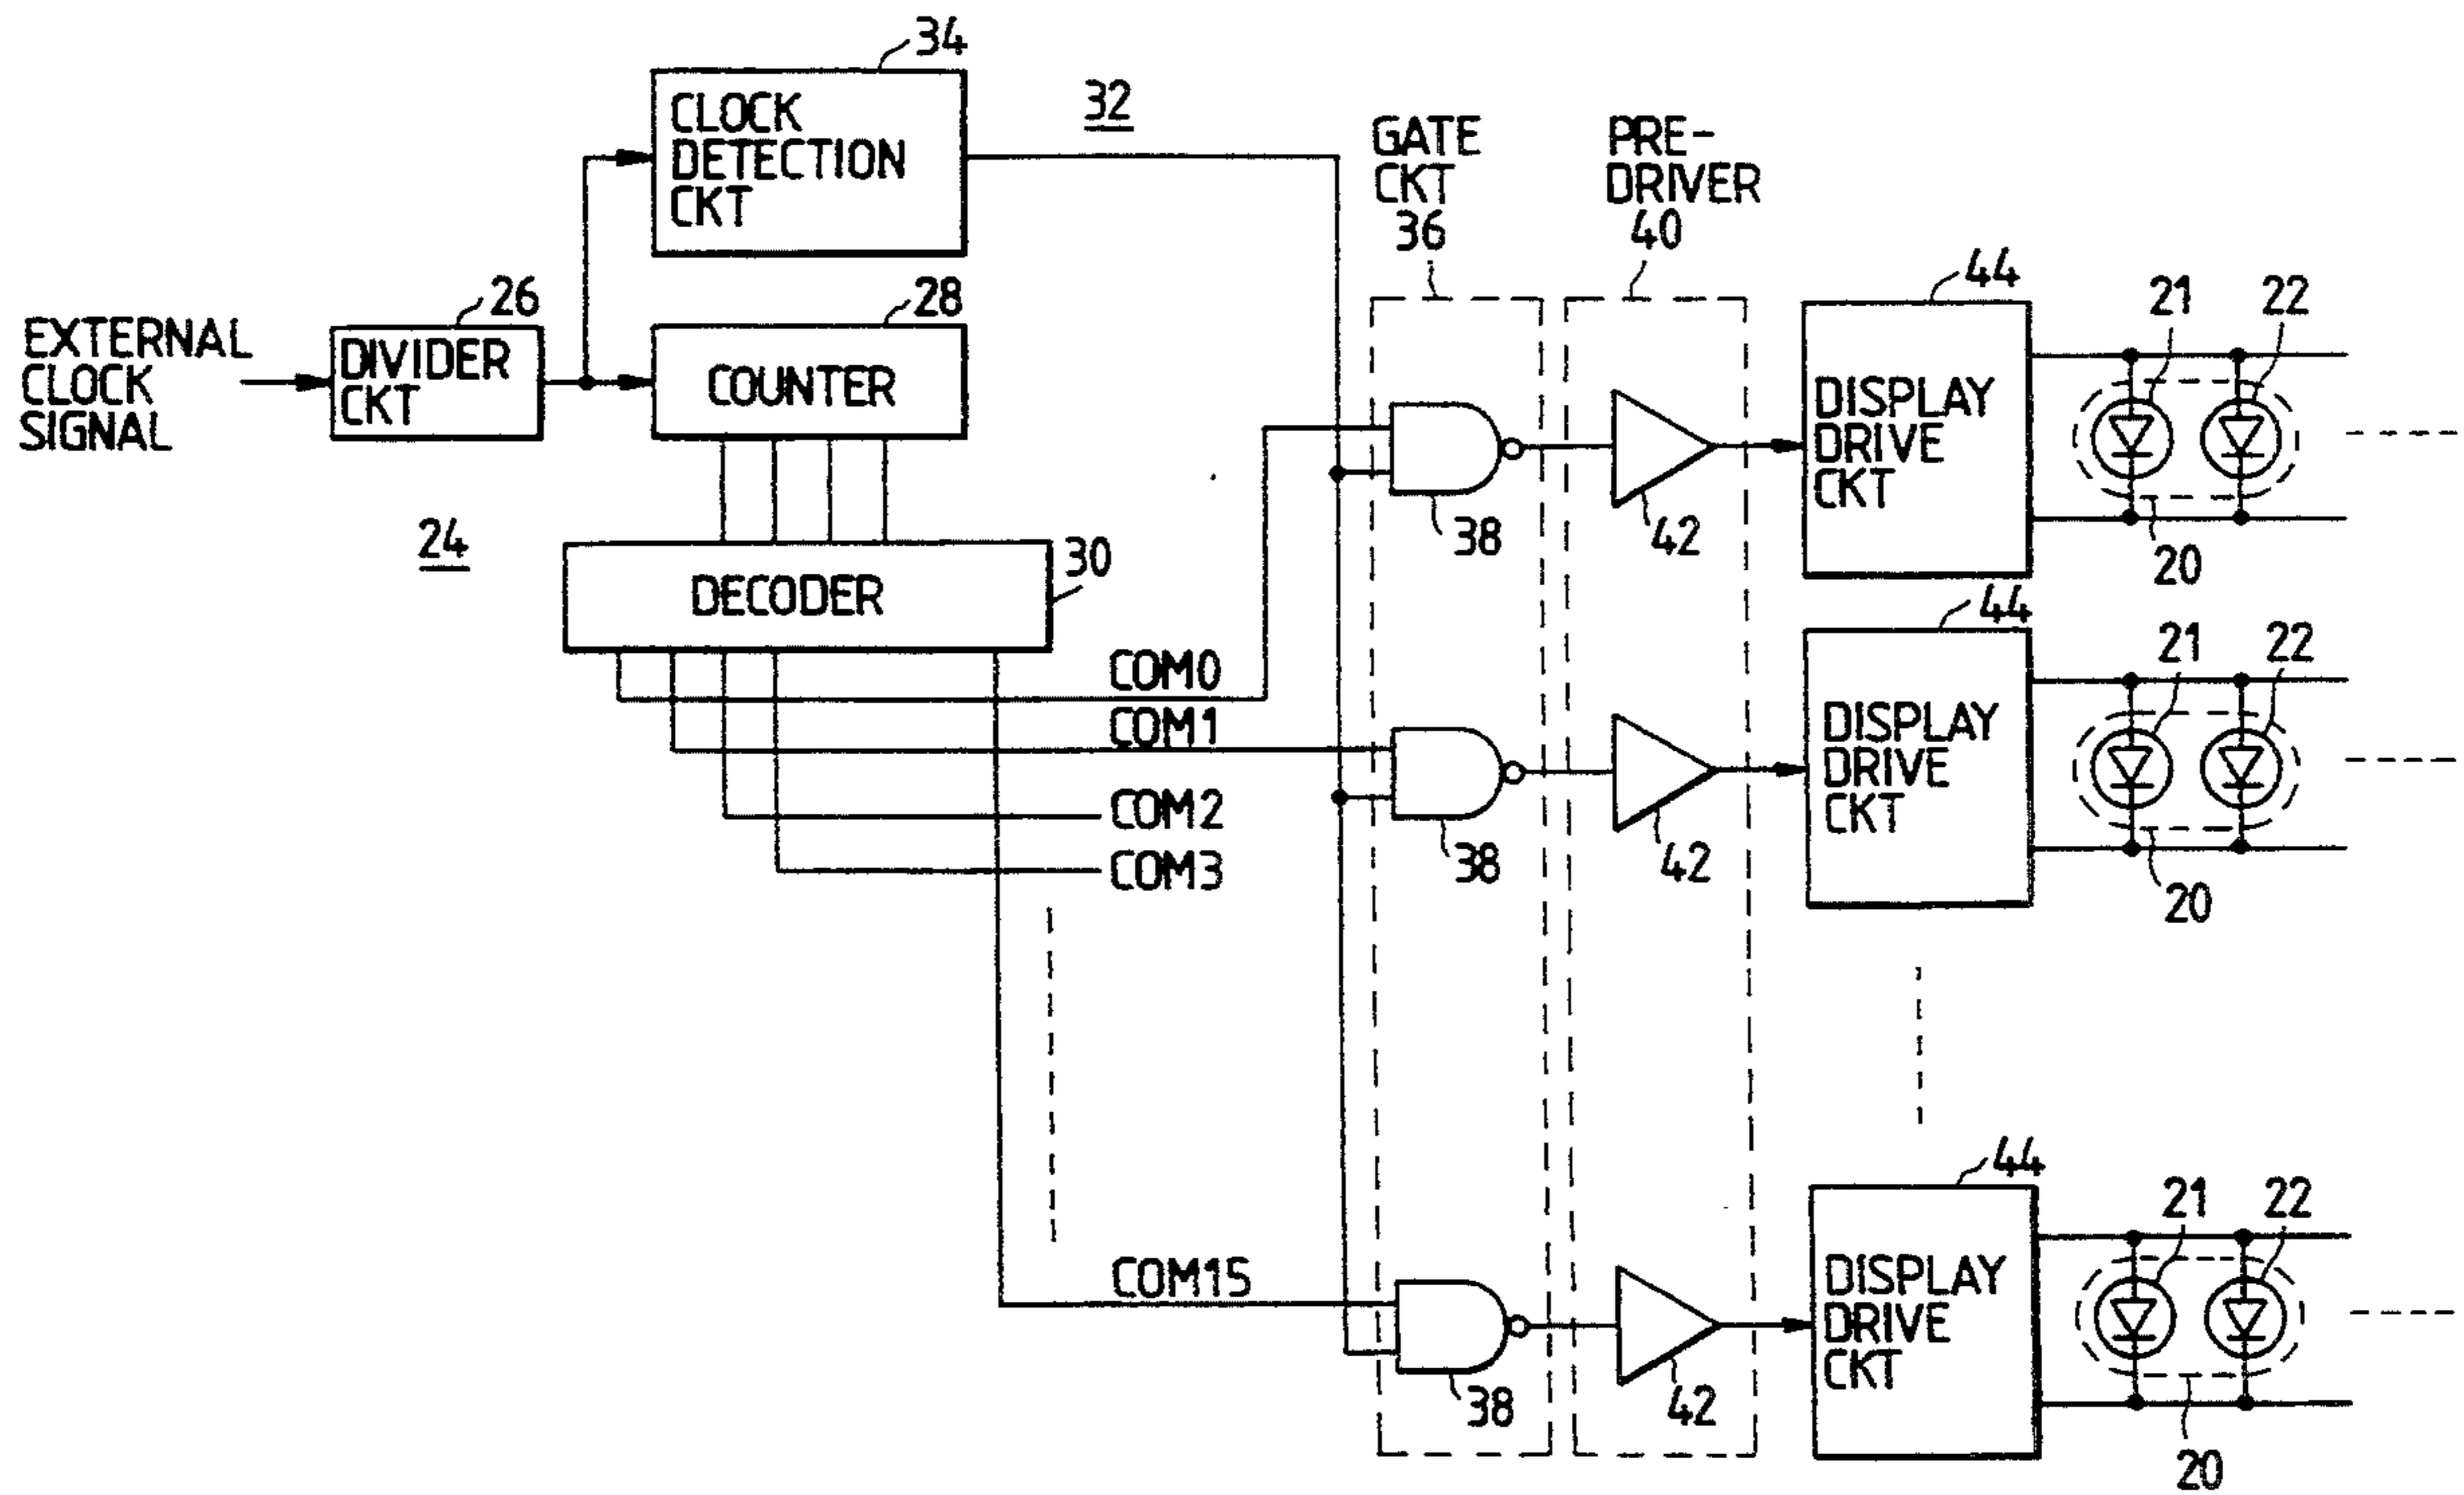 34
CLOCK
DETECTION
CKT
32
GATE
CKT
36
PRE-
DRIVER
40
EXTERNAL
CLOCK
SIGNAL
26
DIVIDER
CKT
28
COUNTER
44
DISPLAY
DRIVE
CKT
21
22
38
42
20
24
30
DECODER
COM0
COM1
COM2
COM3
44
DISPLAY
DRIVE
CKT
21
22
38
42
20
COM15
44
DISPLAY
DRIVE
CKT
21
22
38
42
20